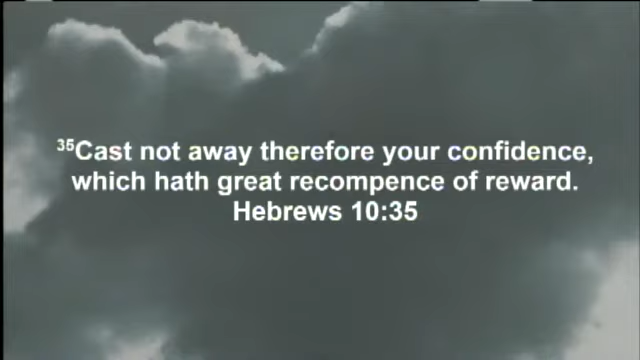 ³⁵Cast not away therefore your confidence,
which hath great recompence of reward.
Hebrews 10:35